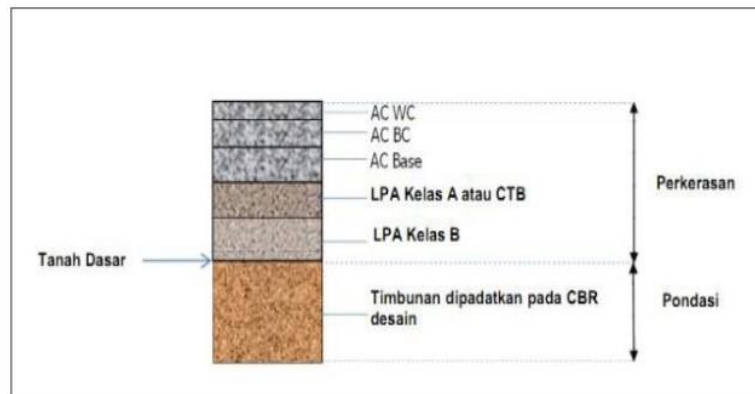 AC WC
AC BC
AC Base
LPA Kelas A atau CTB
LPA Kelas B
Perkerasan
Tanah Dasar
Timbunan dipadatkan pada CBR
desain
Pondasi